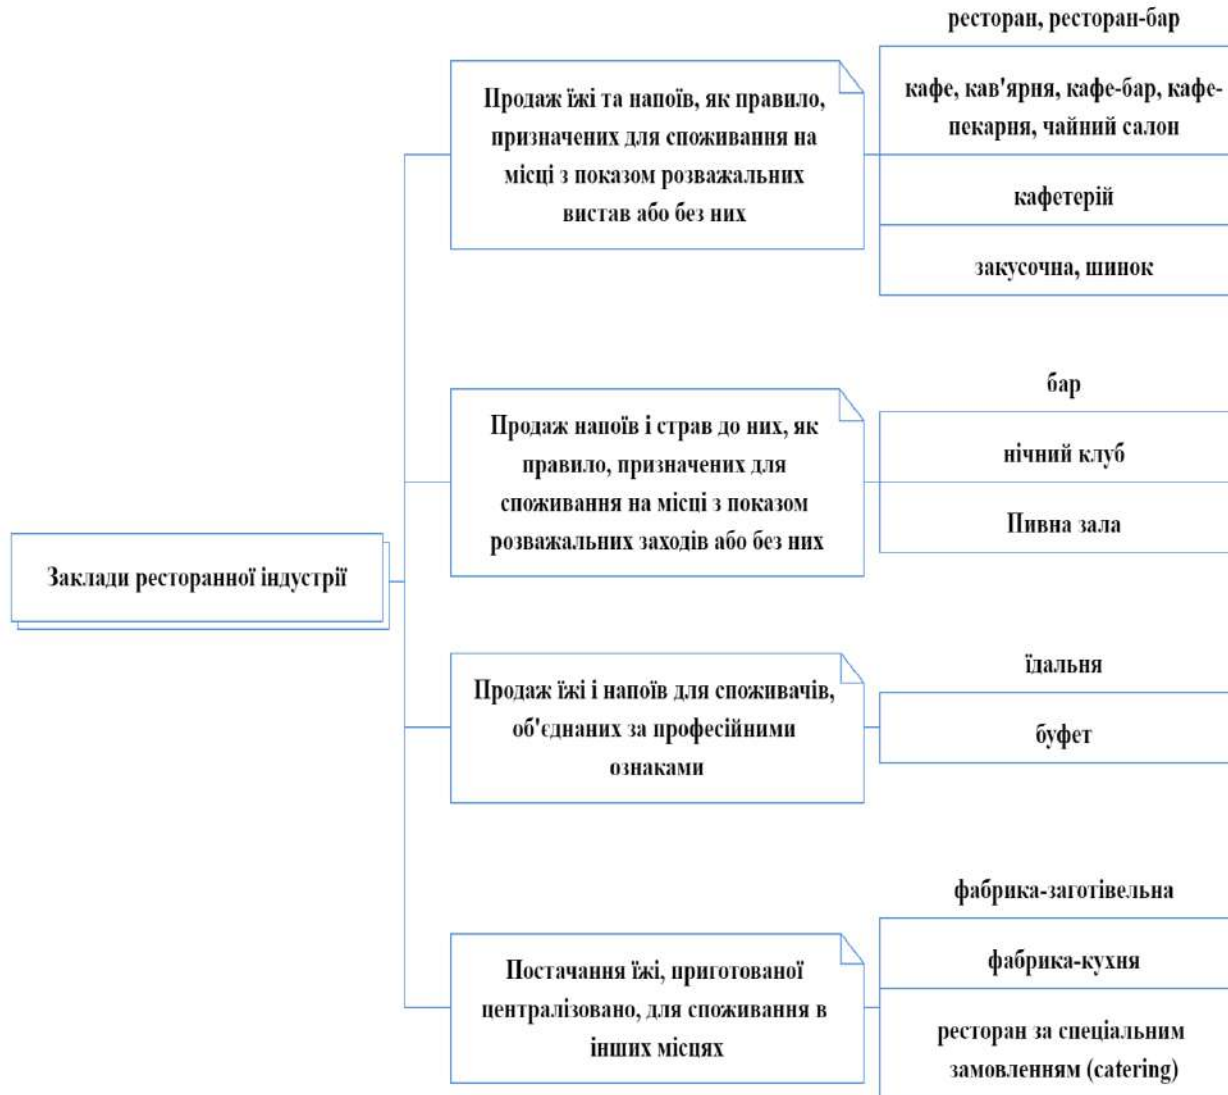 Заклади ресторанної індустрії
Продаж їжі та напоїв, як правило,
призначених для споживання на
місці з показом розважальних
вистав або без них
ресторан, ресторан-бар
кафе, кав'ярня, кафе-бар, кафе-
пекарня, чайний салон
кафетерій
закусочна, шинок
Продаж напоїв і страв до них, як
правило, призначених для
споживання на місці з показом
розважальних заходів або без них
бар
нічний клуб
Пивна зала
Продаж їжі і напоїв для споживачів,
об'єднаних за професійними
ознаками
їдальня
буфет
Постачання їжі, приготованої
централізовано, для споживання в
інших місцях
фабрика-заготівельна
фабрика-кухня
ресторан за спеціальним
замовленням (catering)